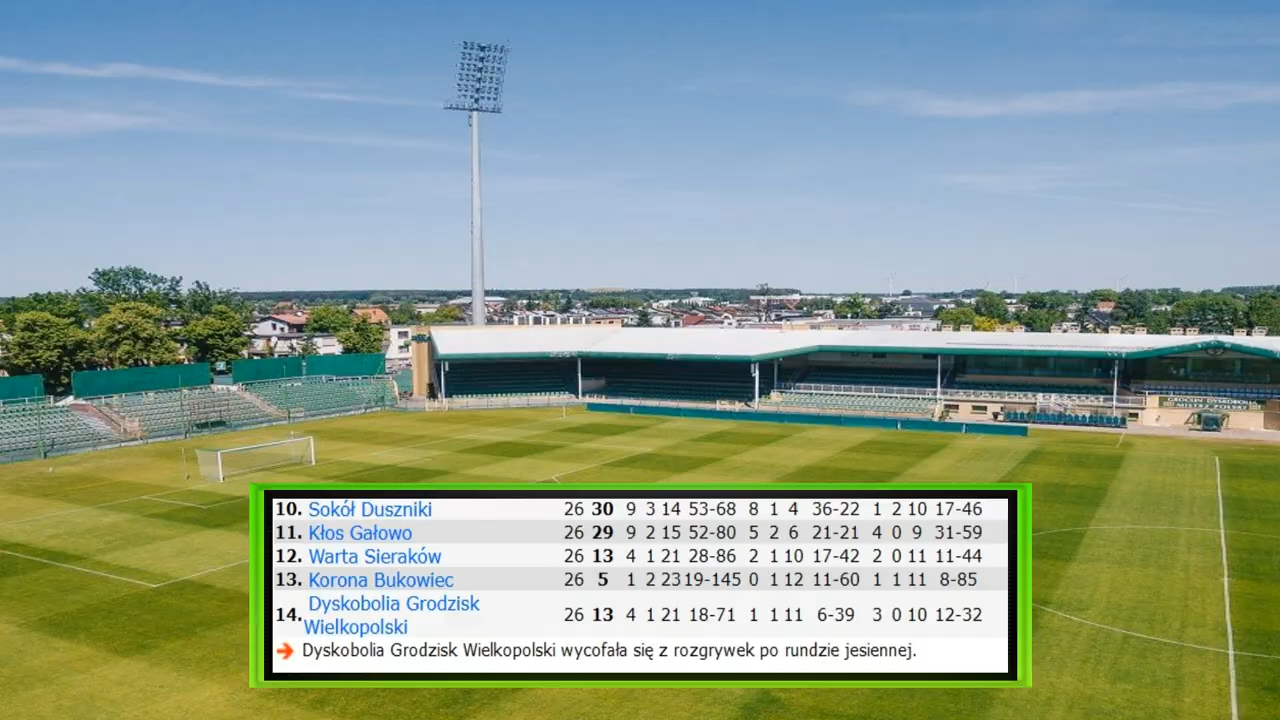 10. Sokół Duszniki 26 30 9 3 14 53-68 8 1 4 36-22 1 2 10 17-46
11. Kłos Gałowo 26 29 9 2 15 52-80 5 2 6 21-21 4 0 9 31-59
12. Warta Sieraków 26 13 4 1 21 28-86 2 1 10 17-42 2 0 11 11-44
13. Korona Bukowiec 26 5 1 2 23 19-145 0 1 12 11-60 1 1 11 8-85
14. Dyskobolia Grodzisk
Wielkopolski 26 13 4 1 21 18-71 1 1 11 6-39 3 0 10 12-32
Dyskobolia Grodzisk Wielkopolski wycofała się z rozgrywek po rundzie jesiennej.